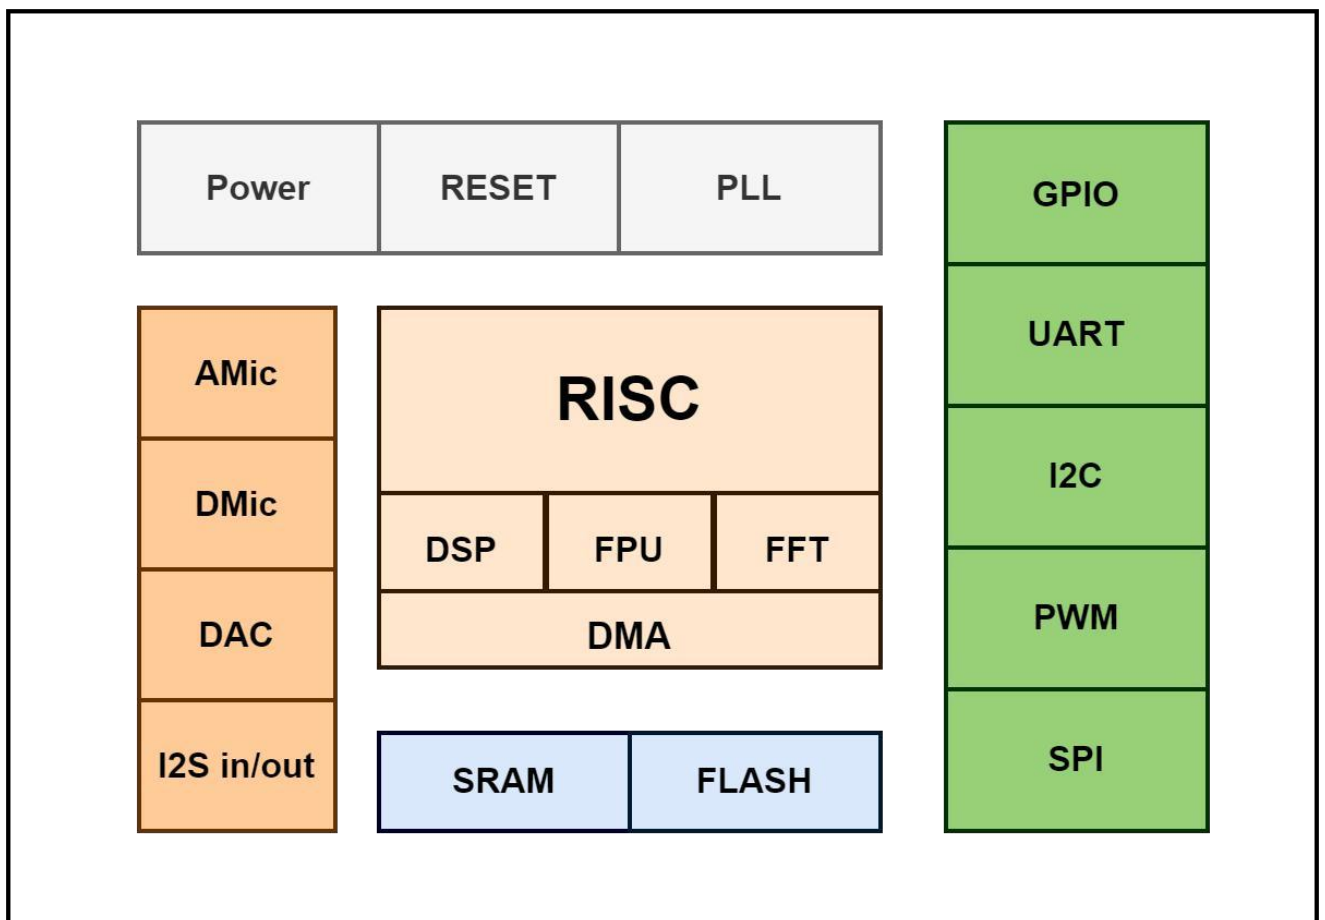 Power
RESET
PLL
GPIO
UART
I2C
PWM
SPI
AMic
DMic
DAC
I2S in/out
RISC
DSP
FPU
FFT
DMA
SRAM
FLASH